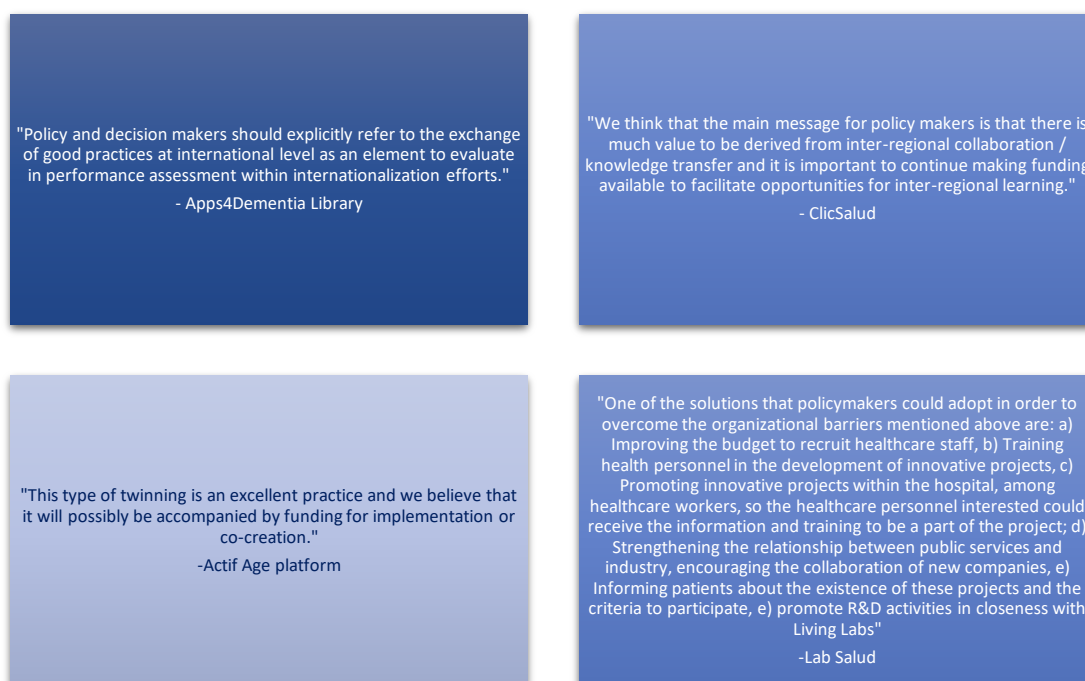 "Policy and decision makers should explicitly refer to the exchange
of good practices at international level as an element to evaluate
in performance assessment within internationalization efforts."
- Apps4Dementia Library
"We think that the main message for policy makers is that there is
much value to be derived from inter-regional collaboration /
knowledge transfer and it is important to continue making funding
available to facilitate opportunities for inter-regional learning."
- ClicSalud
"This type of twinning is an excellent practice and we believe that
it will possibly be accompanied by funding for implementation or
co-creation."
-Actif Age platform
"One of the solutions that policymakers could adopt in order to
overcome the organizational barriers mentioned above are: a)
Improving the budget to recruit healthcare staff, b) Training
health personnel in the development of innovative projects, c)
Promoting innovative projects within the hospital, among
healthcare workers, so the healthcare personnel interested could
receive the information and training to be a part of the project; d)
Strengthening the relationship between public services and
industry, encouraging the collaboration of new companies, e)
Informing patients about the existence of these projects and the
criteria to participate, e) promote R&D activities in closeness with
Living Labs"
-Lab Salud